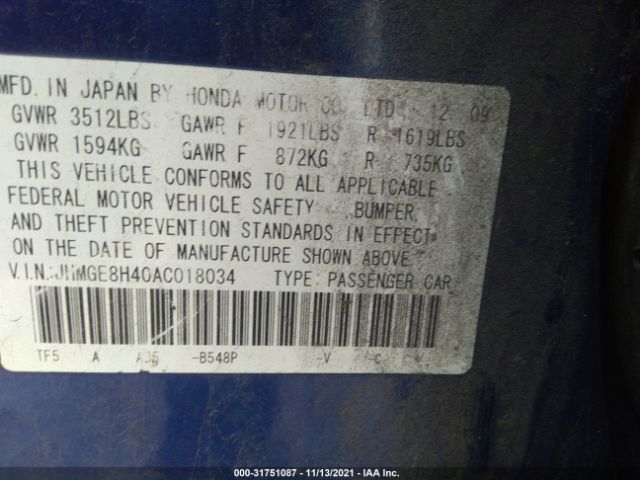 MFD. IN JAPAN BY HONDA MOTOR CO LTD 12 09
GVWR 3512LBS GAWR F 1921LBS R 1619LBS
GVWR 1594KG GAWR F 872KG R 735KG
THIS VEHICLE CONFORMS TO ALL APPLICABLE
FEDERAL MOTOR VEHICLE SAFETY BUMPER,
AND THEFT PREVENTION STANDARDS IN EFFECT
ON THE DATE OF MANUFACTURE SHOWN ABOVE.
V.I.N.:JHMGE8H40AC018034 TYPE: PASSENGER CAR
TF5 A -B548P -V -C
000-31751087 - 11/13/2021 - IAA Inc.